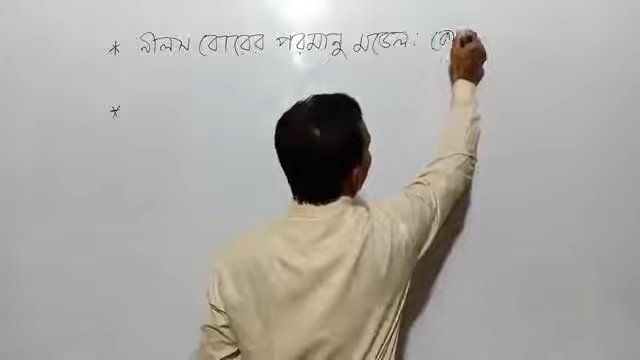 * নীলস বোরের পরমানু মডেল:
*